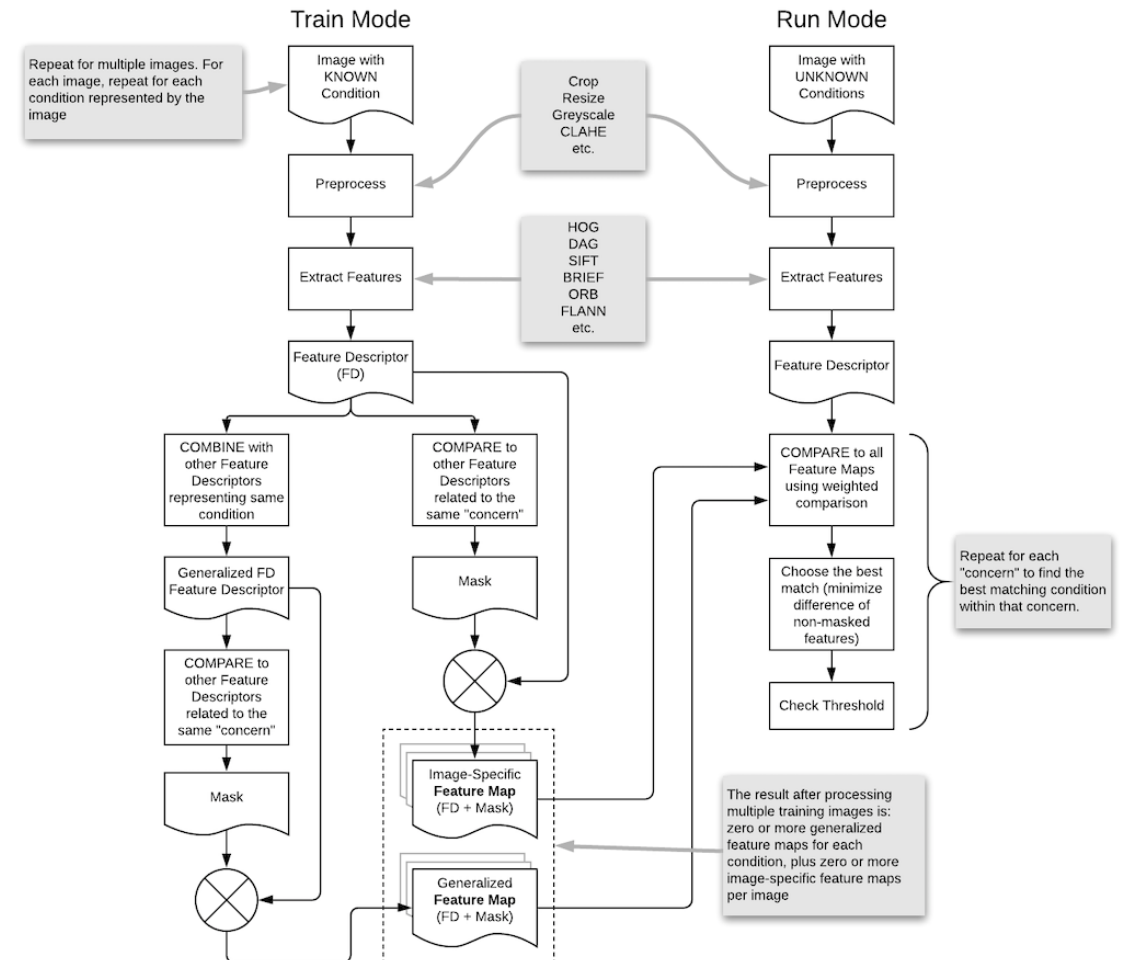 Train Mode
Run Mode
Repeat for multiple images. For
each image, repeat for each
condition represented by the
image
Image with
KNOWN
Condition
Crop
Resize
Greyscale
CLAHE
etc.
Image with
UNKNOWN
Conditions
Preprocess
Preprocess
HOG
DAG
SIFT
BRIEF
ORB
FLANN
etc.
Extract Features
Extract Features
Feature Descriptor
(FD)
Feature Descriptor
COMBINE with
other Feature
Descriptors
representing same
condition
COMPARE to
other Feature
Descriptors
related to the
same "concern"
COMPARE to all
Feature Maps
using weighted
comparison
Generalized FD
Feature Descriptor
Mask
Choose the best
match (minimize
difference of
non-masked
features)
Repeat for each
"concern" to find the
best matching condition
within that concern.
COMPARE to
other Feature
Descriptors
related to the
same "concern"
Check Threshold
Mask
Image-Specific
Feature Map
(FD + Mask)
The result after processing
multiple training images is:
zero or more generalized
feature maps for each
condition, plus zero or more
image-specific feature maps
per image
Generalized
Feature Map
(FD + Mask)